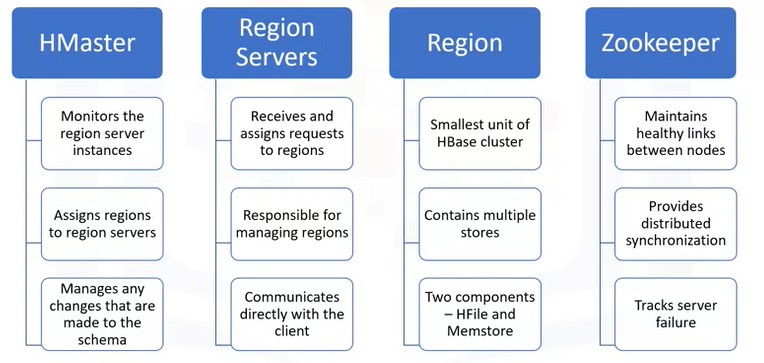 HMaster
Monitors the
region server
instances
Assigns regions
to region servers
Manages any
changes that are
made to the
schema
Region
Servers
Receives and
assigns requests
to regions
Responsible for
managing regions
Communicates
directly with the
client
Region
Smallest unit of
HBase cluster
Contains multiple
stores
Two components
– HFile and
Memstore
Zookeeper
Maintains
healthy links
between nodes
Provides
distributed
synchronization
Tracks server
failure